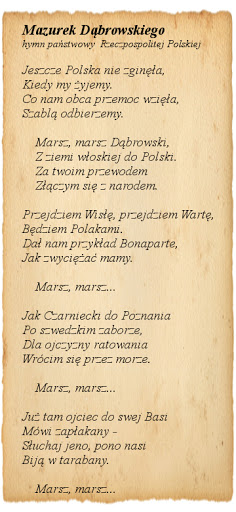 Mazurek Dąbrowskiego
hymn państwowy Rzeczpospolitej Polskiej
Jeszcze Polska nie zginęła,
Kiedy my żyjemy.
Co nam obca przemoc wzięła,
Szablą odbierzemy.
Marsz, marsz Dąbrowski,
Z ziemi włoskiej do Polski.
Za twoim przewodem
Złączym się z narodem.
Przejdziem Wisłę, przejdziem Wartę,
Będziem Polakami.
Dał nam przykład Bonaparte,
Jak zwyciężać mamy.
Marsz, marsz...
Jak Czarniecki do Poznania
Po szwedzkim zaborze,
Dla ojczyzny ratowania
Wrócim się przez morze.
Marsz, marsz...
Już tam ojciec do swej Basi
Mówi zapłakany -
Słuchaj jeno, pono nasi
Biją w tarabany.
Marsz, marsz...